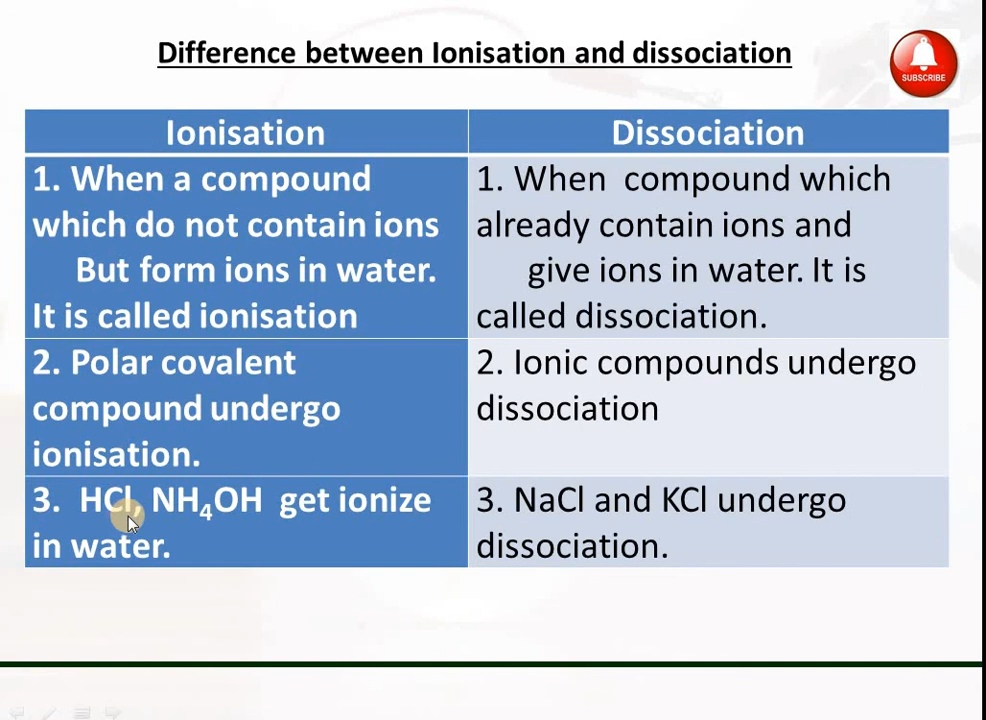 Difference between Ionisation and dissociation
SUBSCRIBE
Ionisation
Dissociation
1. When a compound
which do not contain ions
But form ions in water.
It is called ionisation
1. When compound which
already contain ions and
give ions in water. It is
called dissociation.
2. Polar covalent
compound undergo
ionisation.
2. Ionic compounds undergo
dissociation
3. HCl, NH₄OH get ionize
in water.
3. NaCl and KCl undergo
dissociation.